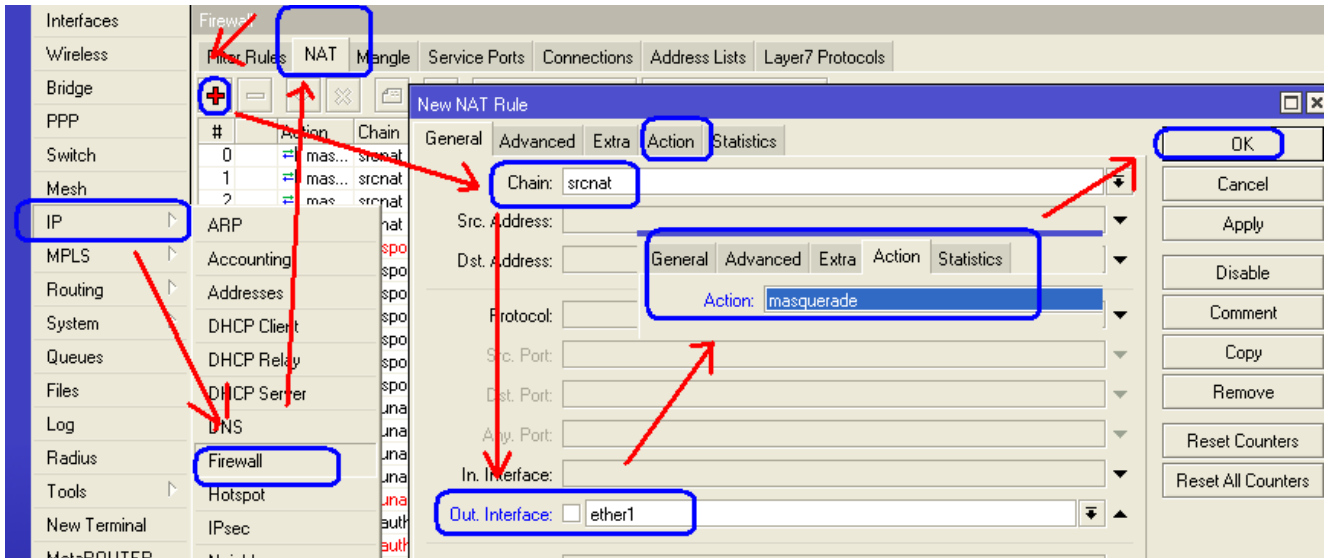 Interfaces
Wireless
Bridge
PPP
Switch
Mesh
IP
MPLS
Routing
System
Queues
Files
Log
Radius
Tools
New Terminal
MetaROUTER
Firewall
Filter Rules NAT Mangle Service Ports Connections Address Lists Layer7 Protocols
# Action Chain
0 mas... srcnat
1 mas... srcnat
2 mas... srcnat
ARP
Accounting
Addresses
DHCP Client
DHCP Relay
DHCP Server
DNS
Firewall
Hotspot
IPsec
New NAT Rule
General Advanced Extra Action Statistics
Chain: srcnat
Src. Address:
Dst. Address:
Protocol:
Src. Port:
Dst. Port:
Any. Port:
In. Interface:
Out. Interface: ether1
General Advanced Extra Action Statistics
Action: masquerade
OK
Cancel
Apply
Disable
Comment
Copy
Remove
Reset Counters
Reset All Counters